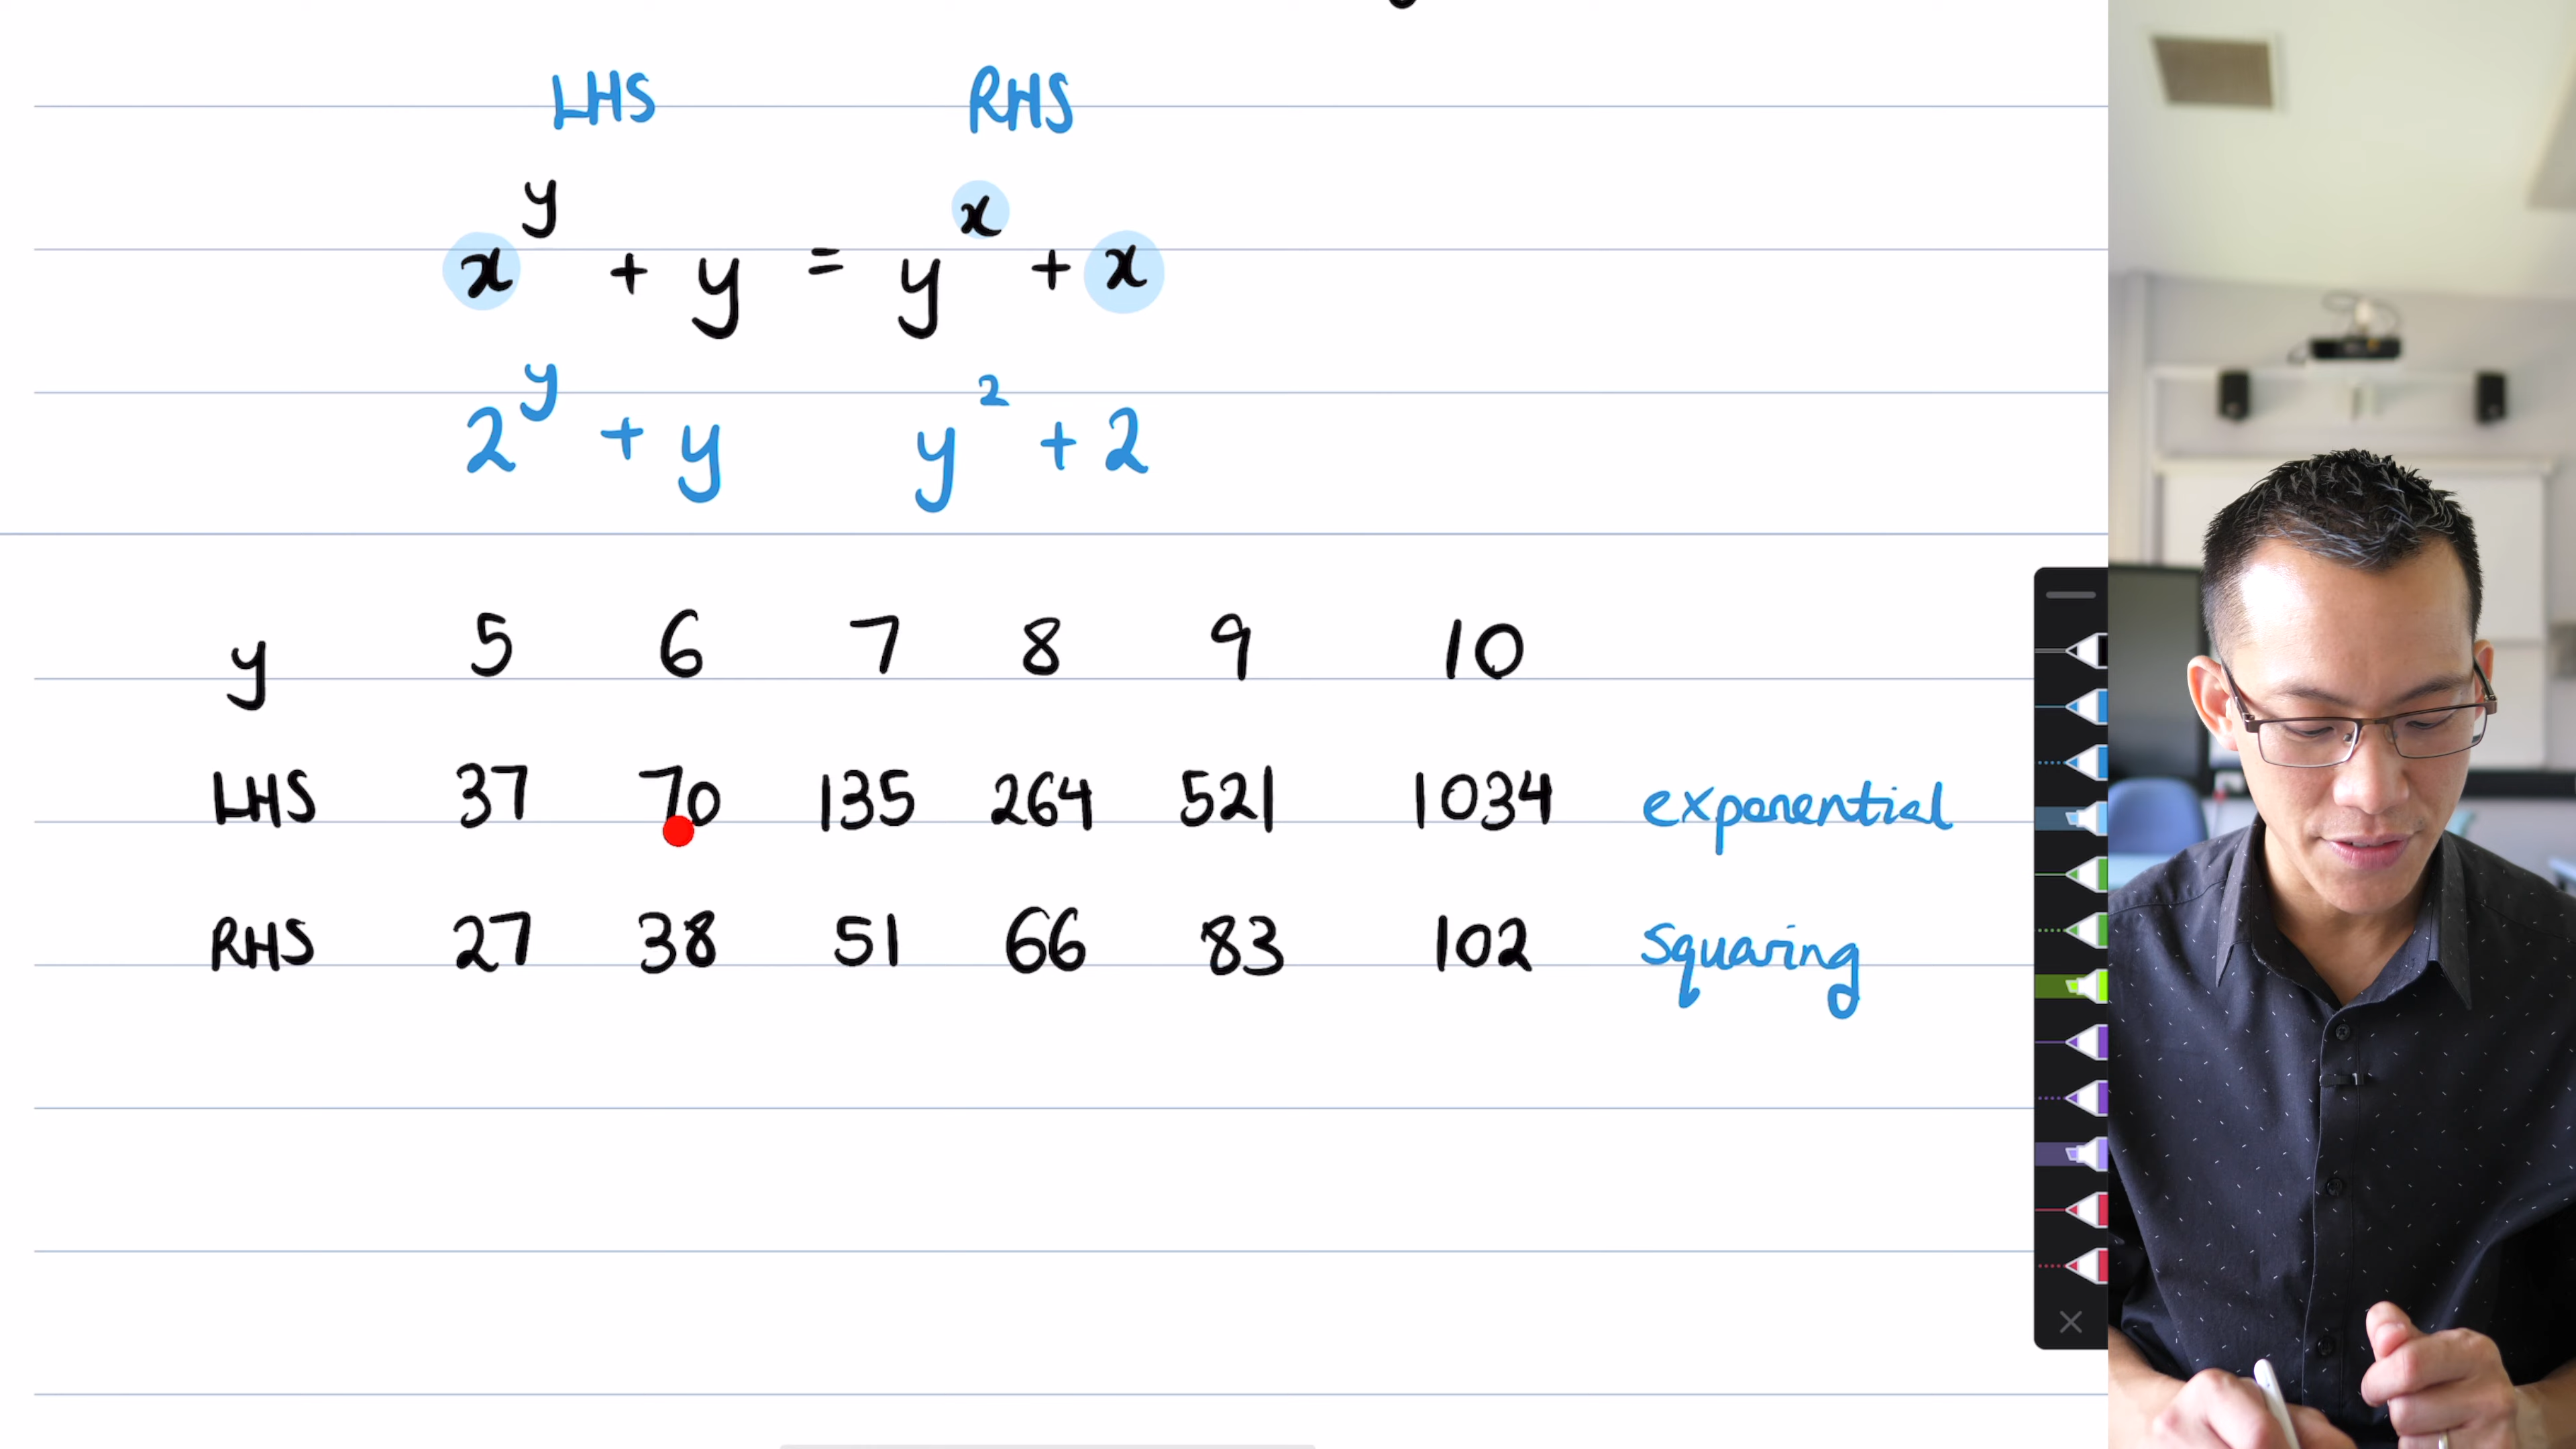 LHS RHS
x^y + y = y^x + x
2^y + y y^2 + 2
y 5 6 7 8 9 10
LHS 37 70 135 264 521 1034 exponential
RHS 27 38 51 66 83 102 squaring